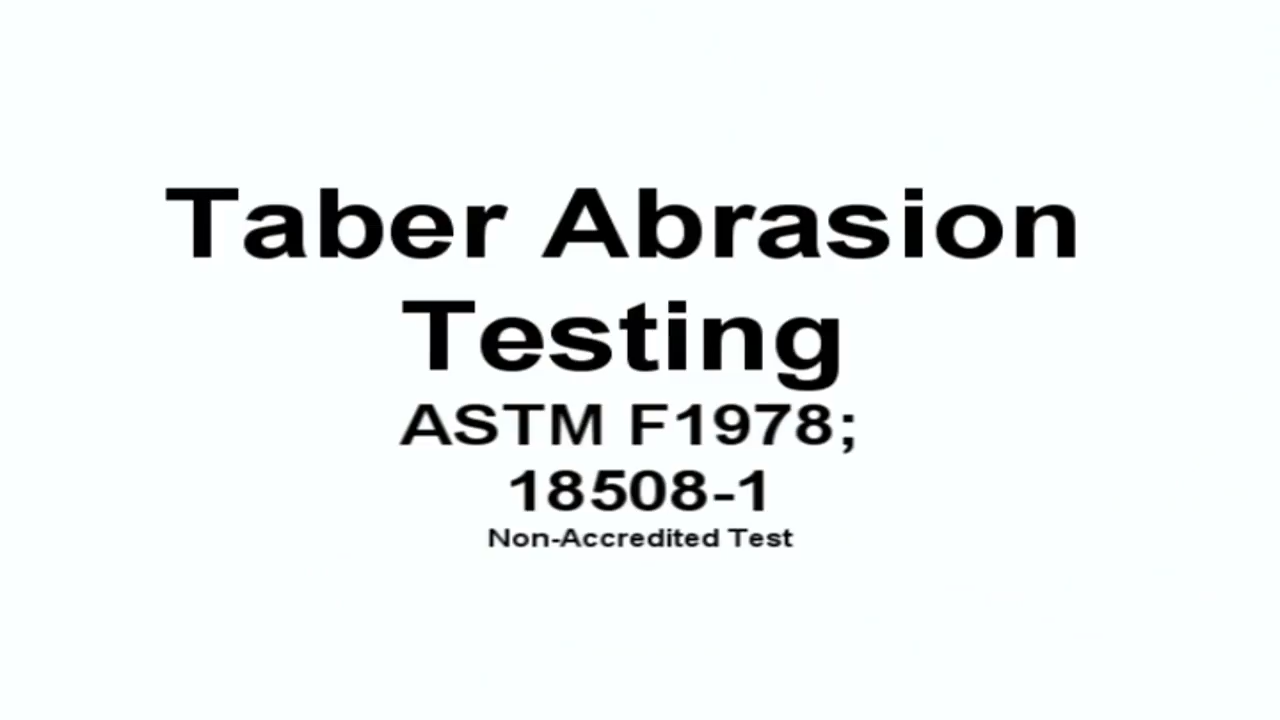 Taber Abrasion
Testing
ASTM F1978;
18508-1
Non-Accredited Test